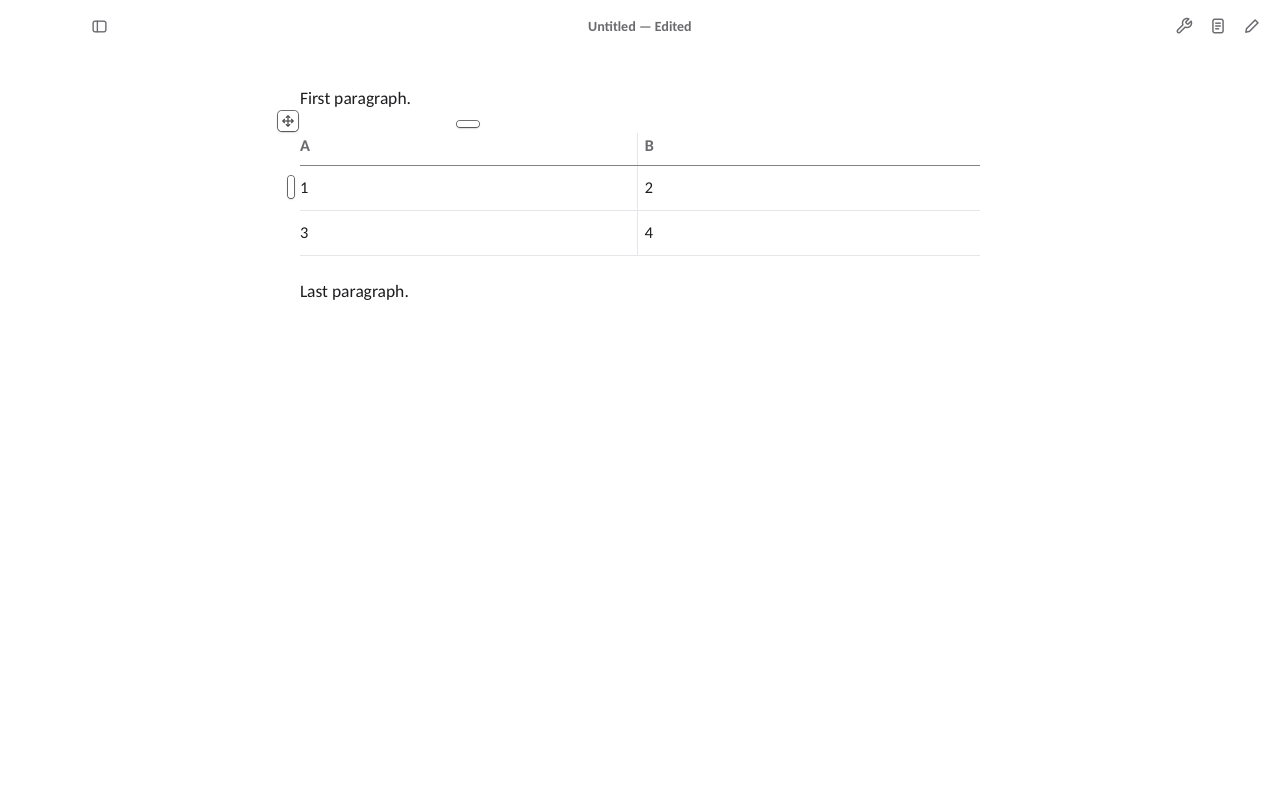 Untitled — Edited
First paragraph.
A B
1 2
3 4
Last paragraph.